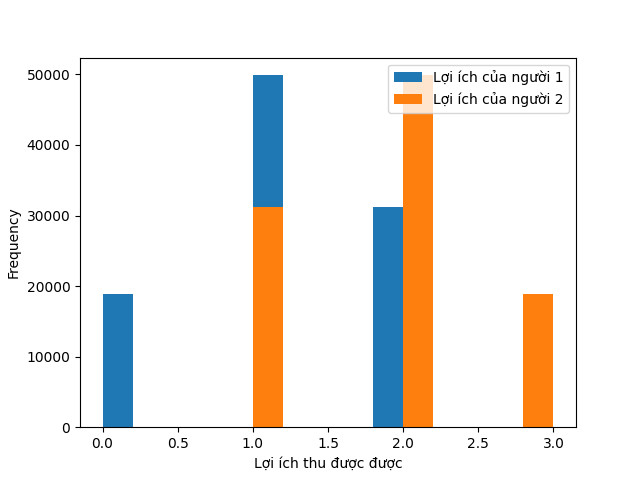 Lợi ích của người 1
Lợi ích của người 2
50000
40000
30000
20000
10000
0
Frequency
0.0 0.5 1.0 1.5 2.0 2.5 3.0
Lợi ích thu được được